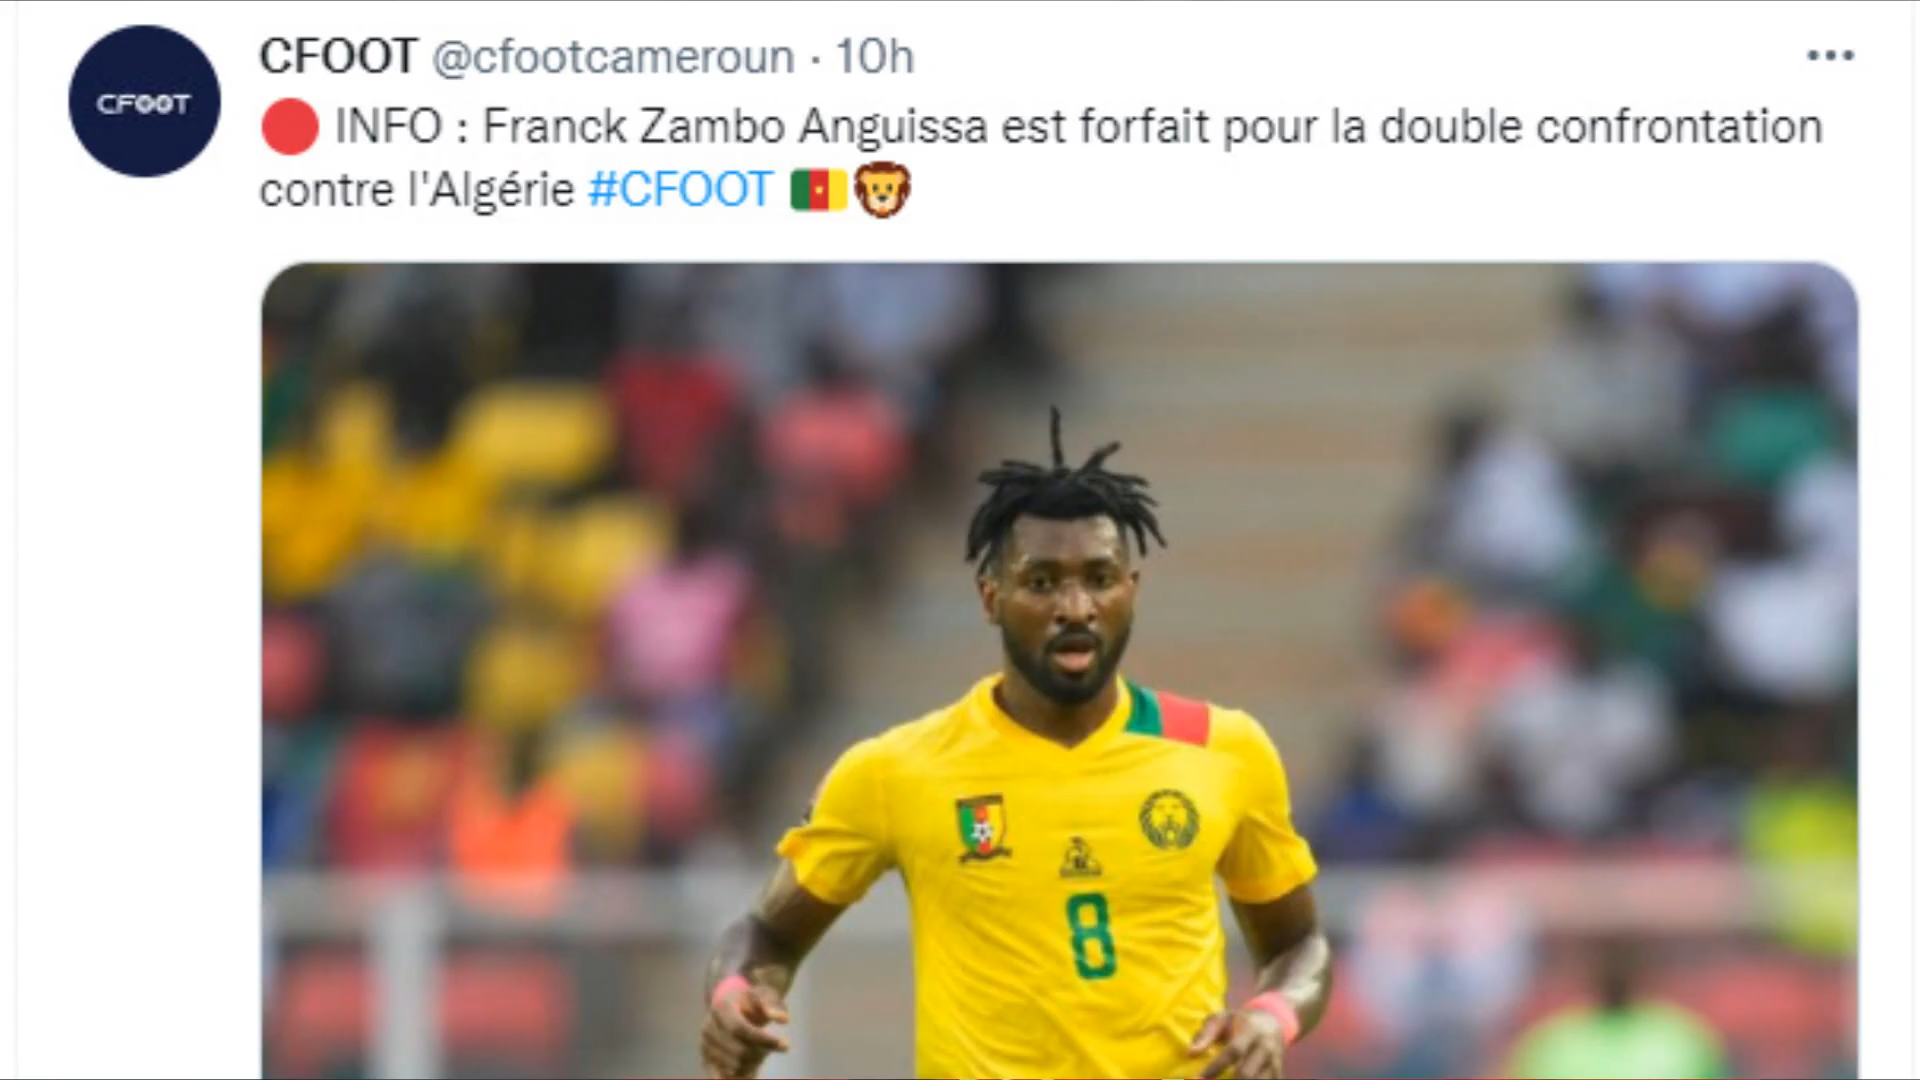 CFOOT @cfootcameroun · 10h
CFOOT
🔴 INFO : Franck Zambo Anguissa est forfait pour la double confrontation
contre l'Algérie #CFOOT 🇨🇲🦁
8